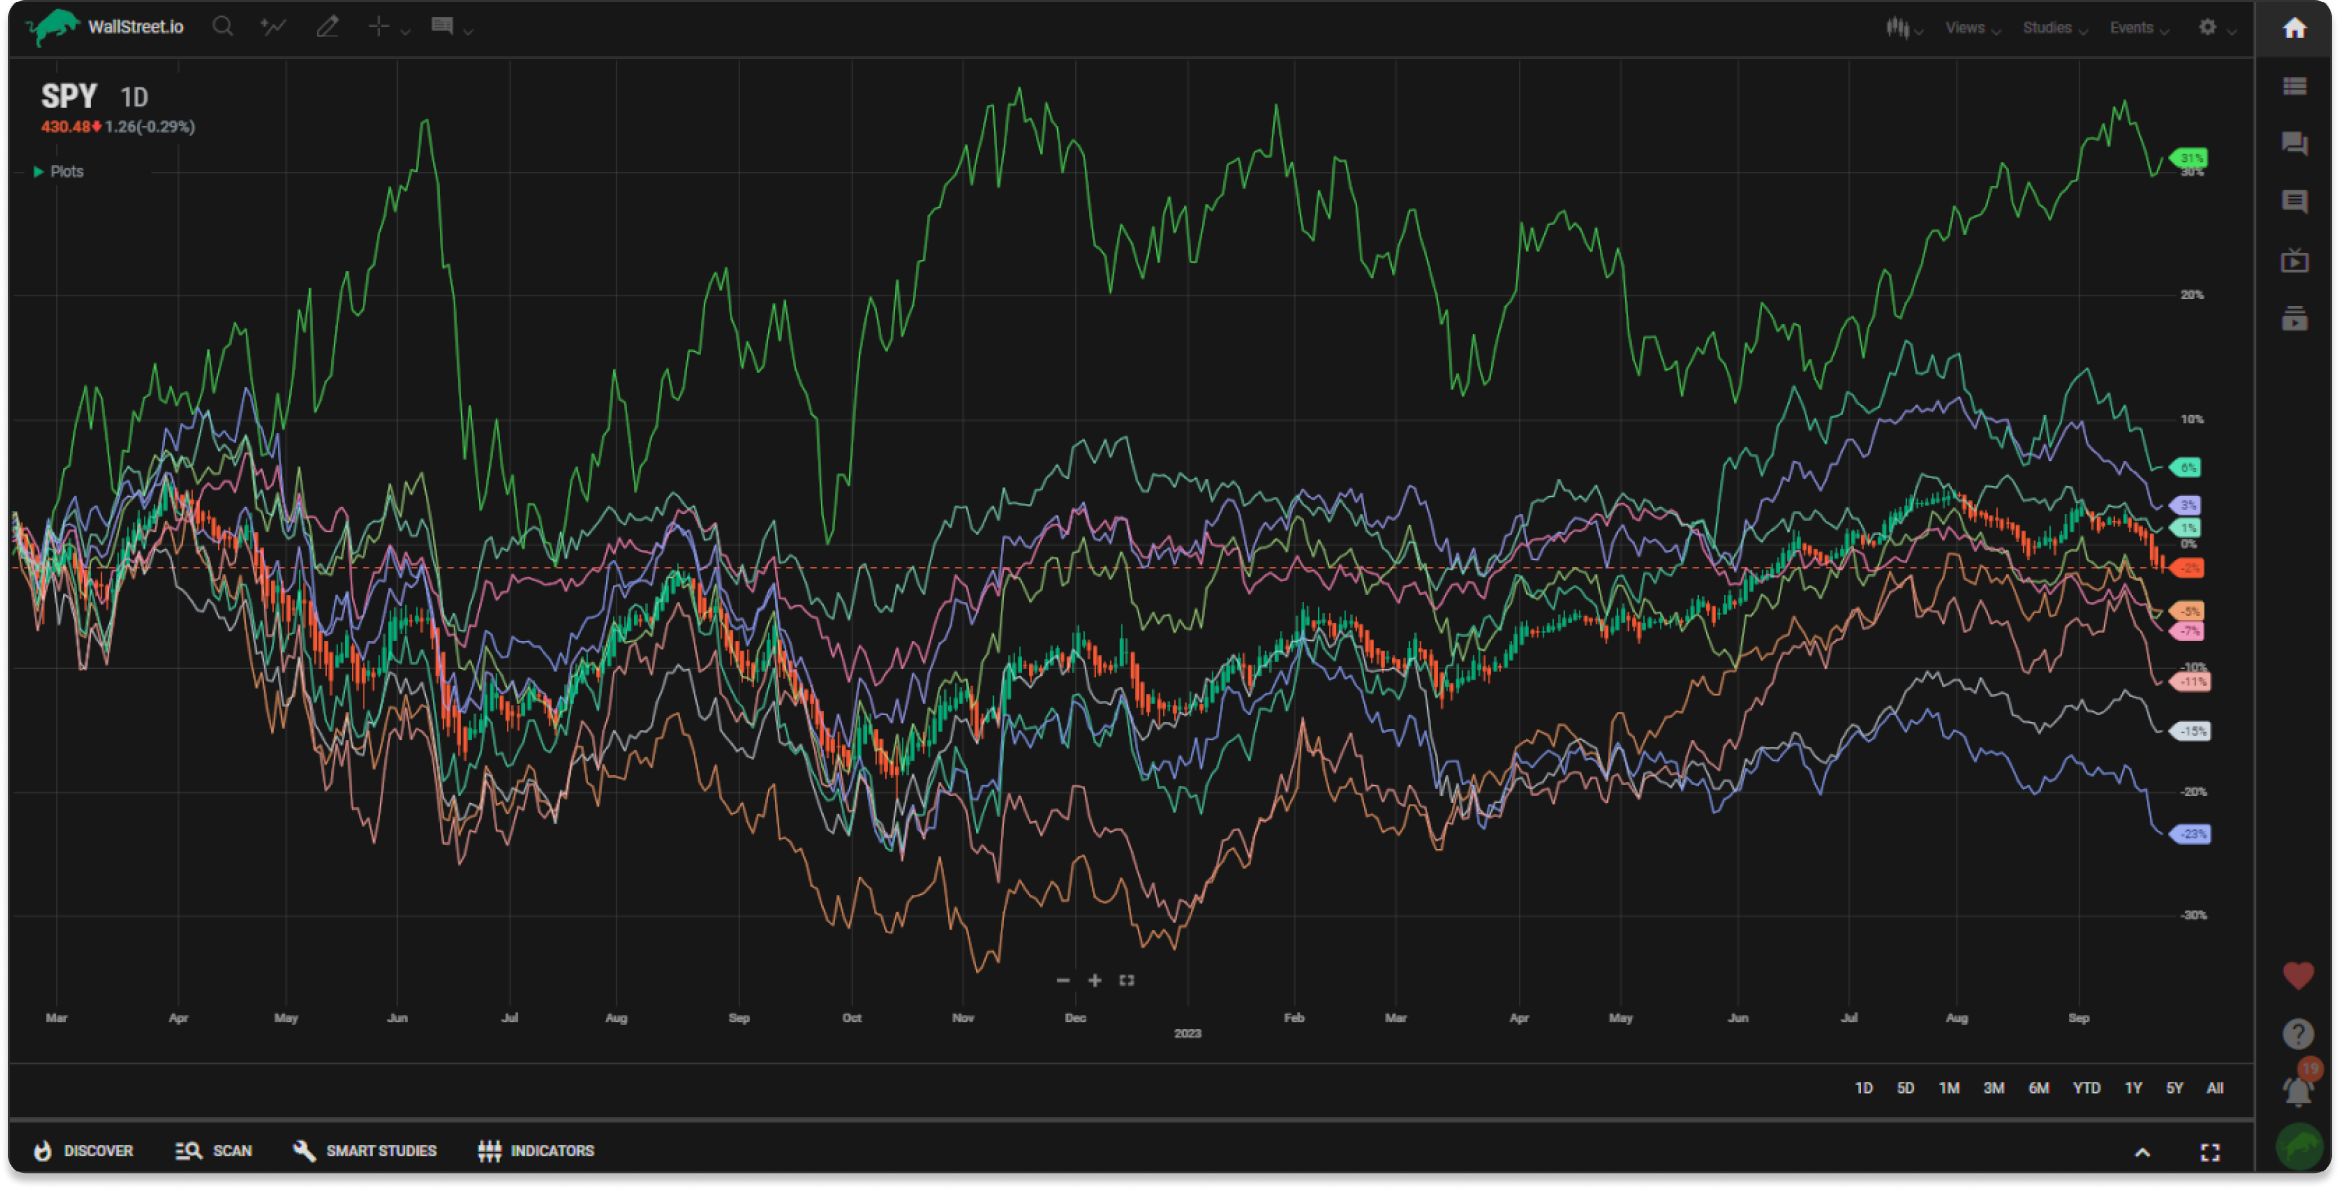 WallStreet.io
Views
Studies
Events
SPY 1D
430.48 1.26(-0.29%)
Plots
31%
30%
20%
10%
6%
3%
1%
0%
-2%
-5%
-7%
-10%
-11%
-15%
-20%
-23%
-30%
Mar Apr May Jun Jul Aug Sep Oct Nov Dec 2023 Feb Mar Apr May Jun Jul Aug Sep
19
1D 5D 1M 3M 6M YTD 1Y 5Y All
DISCOVER SCAN SMART STUDIES INDICATORS